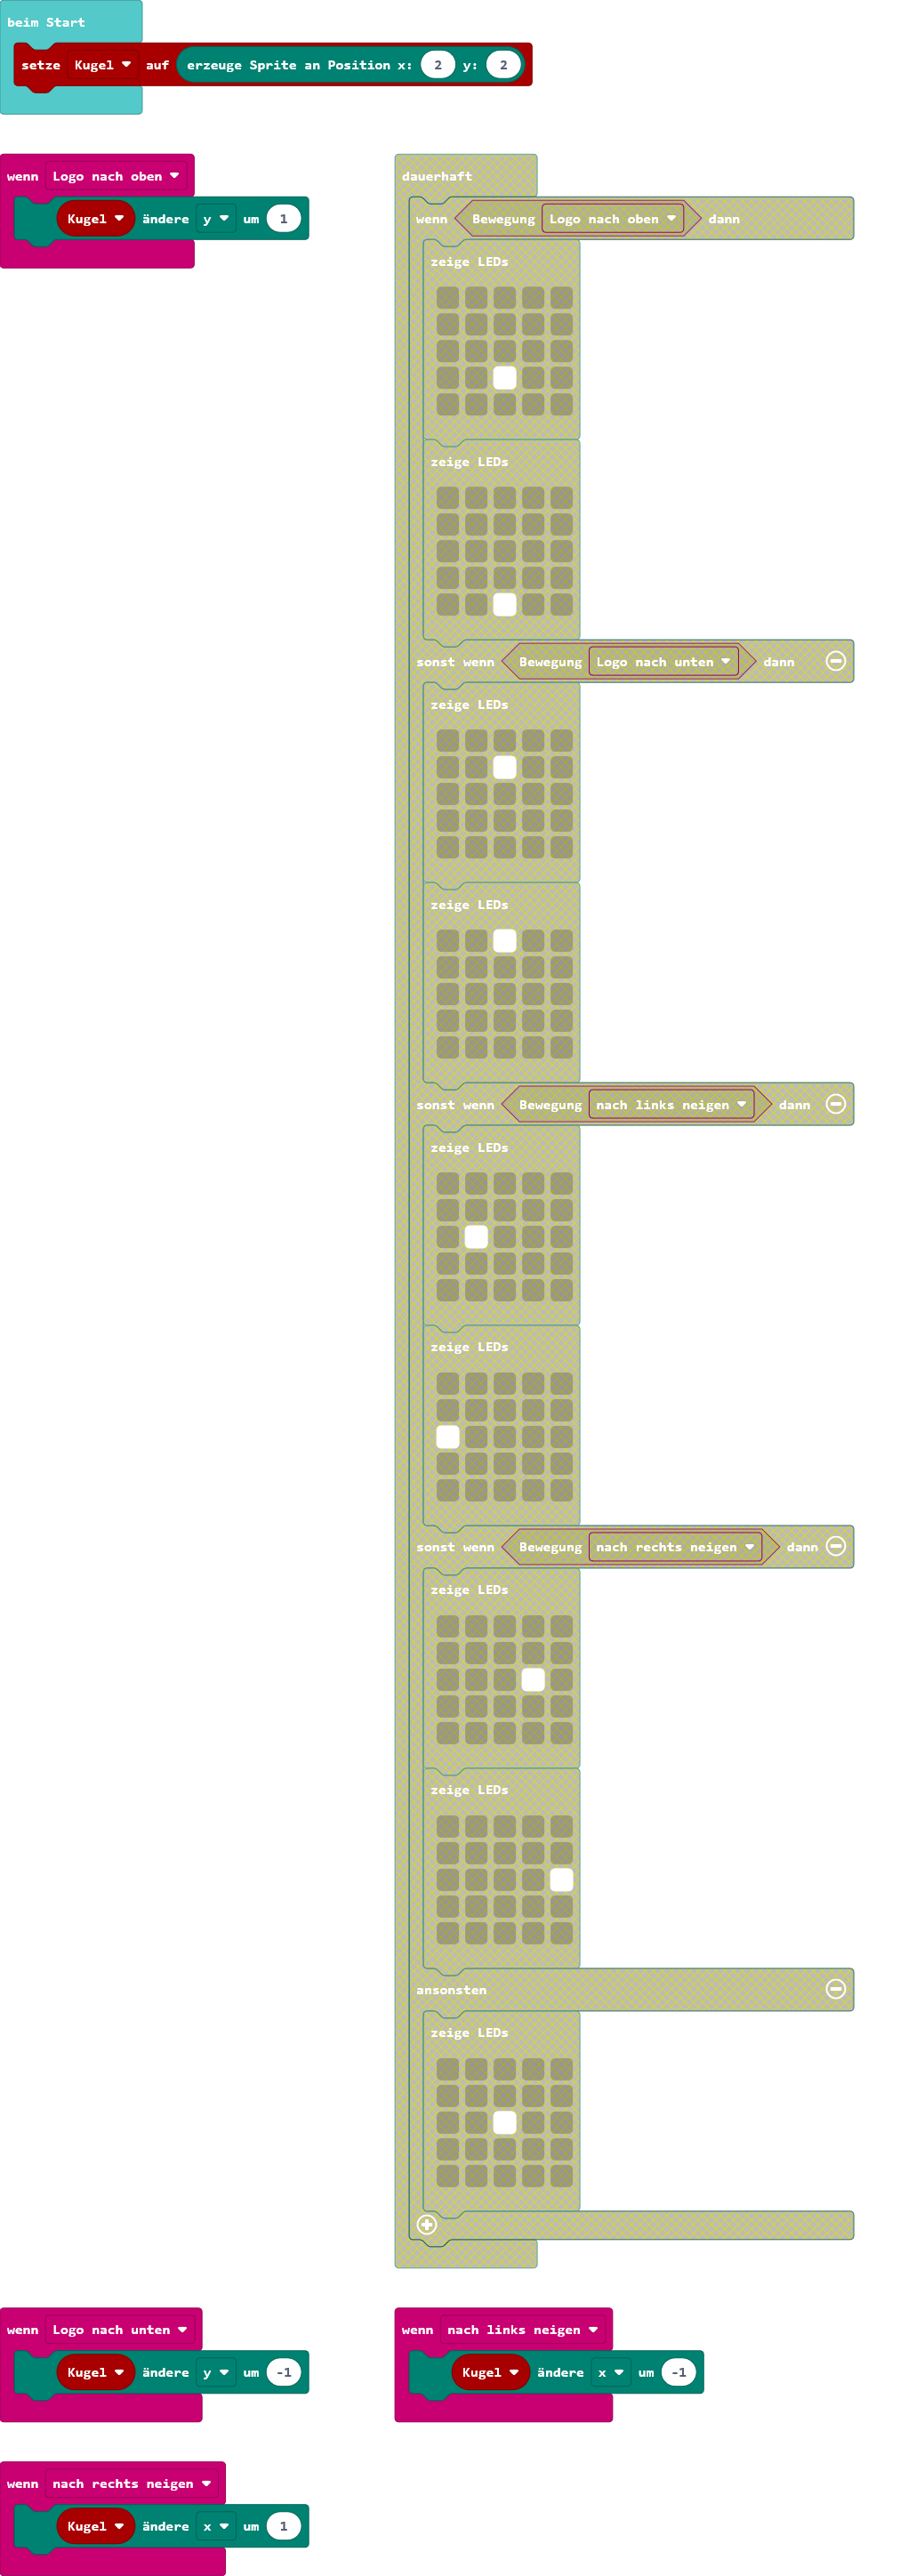 beim Start
setze Kugel auf erzeuge Sprite an Position x: 2 y: 2
wenn Logo nach oben
Kugel ändere y um 1
dauerhaft
wenn Bewegung Logo nach oben dann
zeige LEDs
zeige LEDs
sonst wenn Bewegung Logo nach unten dann
zeige LEDs
zeige LEDs
sonst wenn Bewegung nach links neigen dann
zeige LEDs
zeige LEDs
sonst wenn Bewegung nach rechts neigen dann
zeige LEDs
zeige LEDs
ansonsten
zeige LEDs
wenn Logo nach unten
Kugel ändere y um -1
wenn nach links neigen
Kugel ändere x um -1
wenn nach rechts neigen
Kugel ändere x um 1